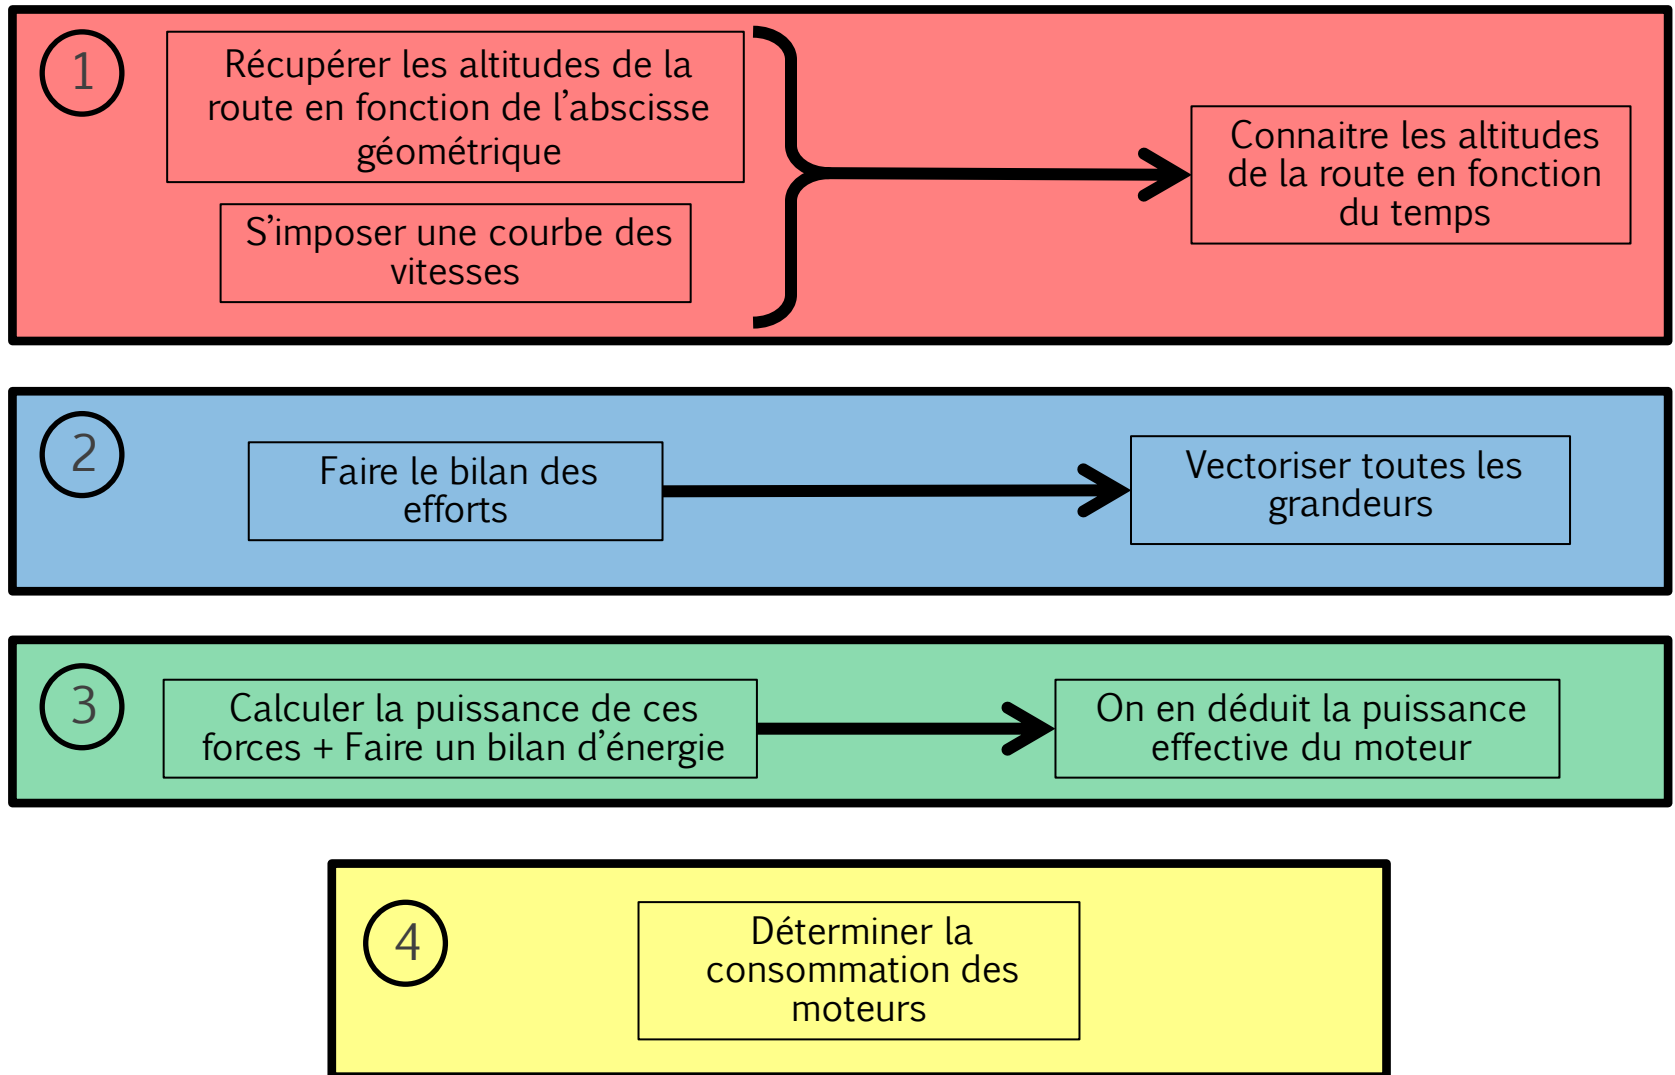 1
Récupérer les altitudes de la
route en fonction de l’abscisse
géométrique
S’imposer une courbe des
vitesses
Connaitre les altitudes
de la route en fonction
du temps
2
Faire le bilan des
efforts
Vectoriser toutes les
grandeurs
3
Calculer la puissance de ces
forces + Faire un bilan d’énergie
On en déduit la puissance
effective du moteur
4
Déterminer la
consommation des
moteurs